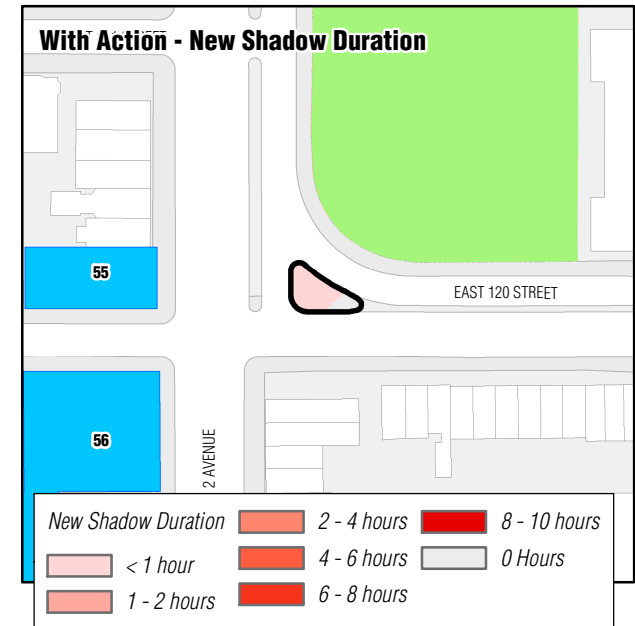 With Action - New Shadow Duration
55
EAST 120 STREET
56
2 AVENUE
New Shadow Duration
< 1 hour
1 - 2 hours
2 - 4 hours
4 - 6 hours
6 - 8 hours
8 - 10 hours
0 Hours